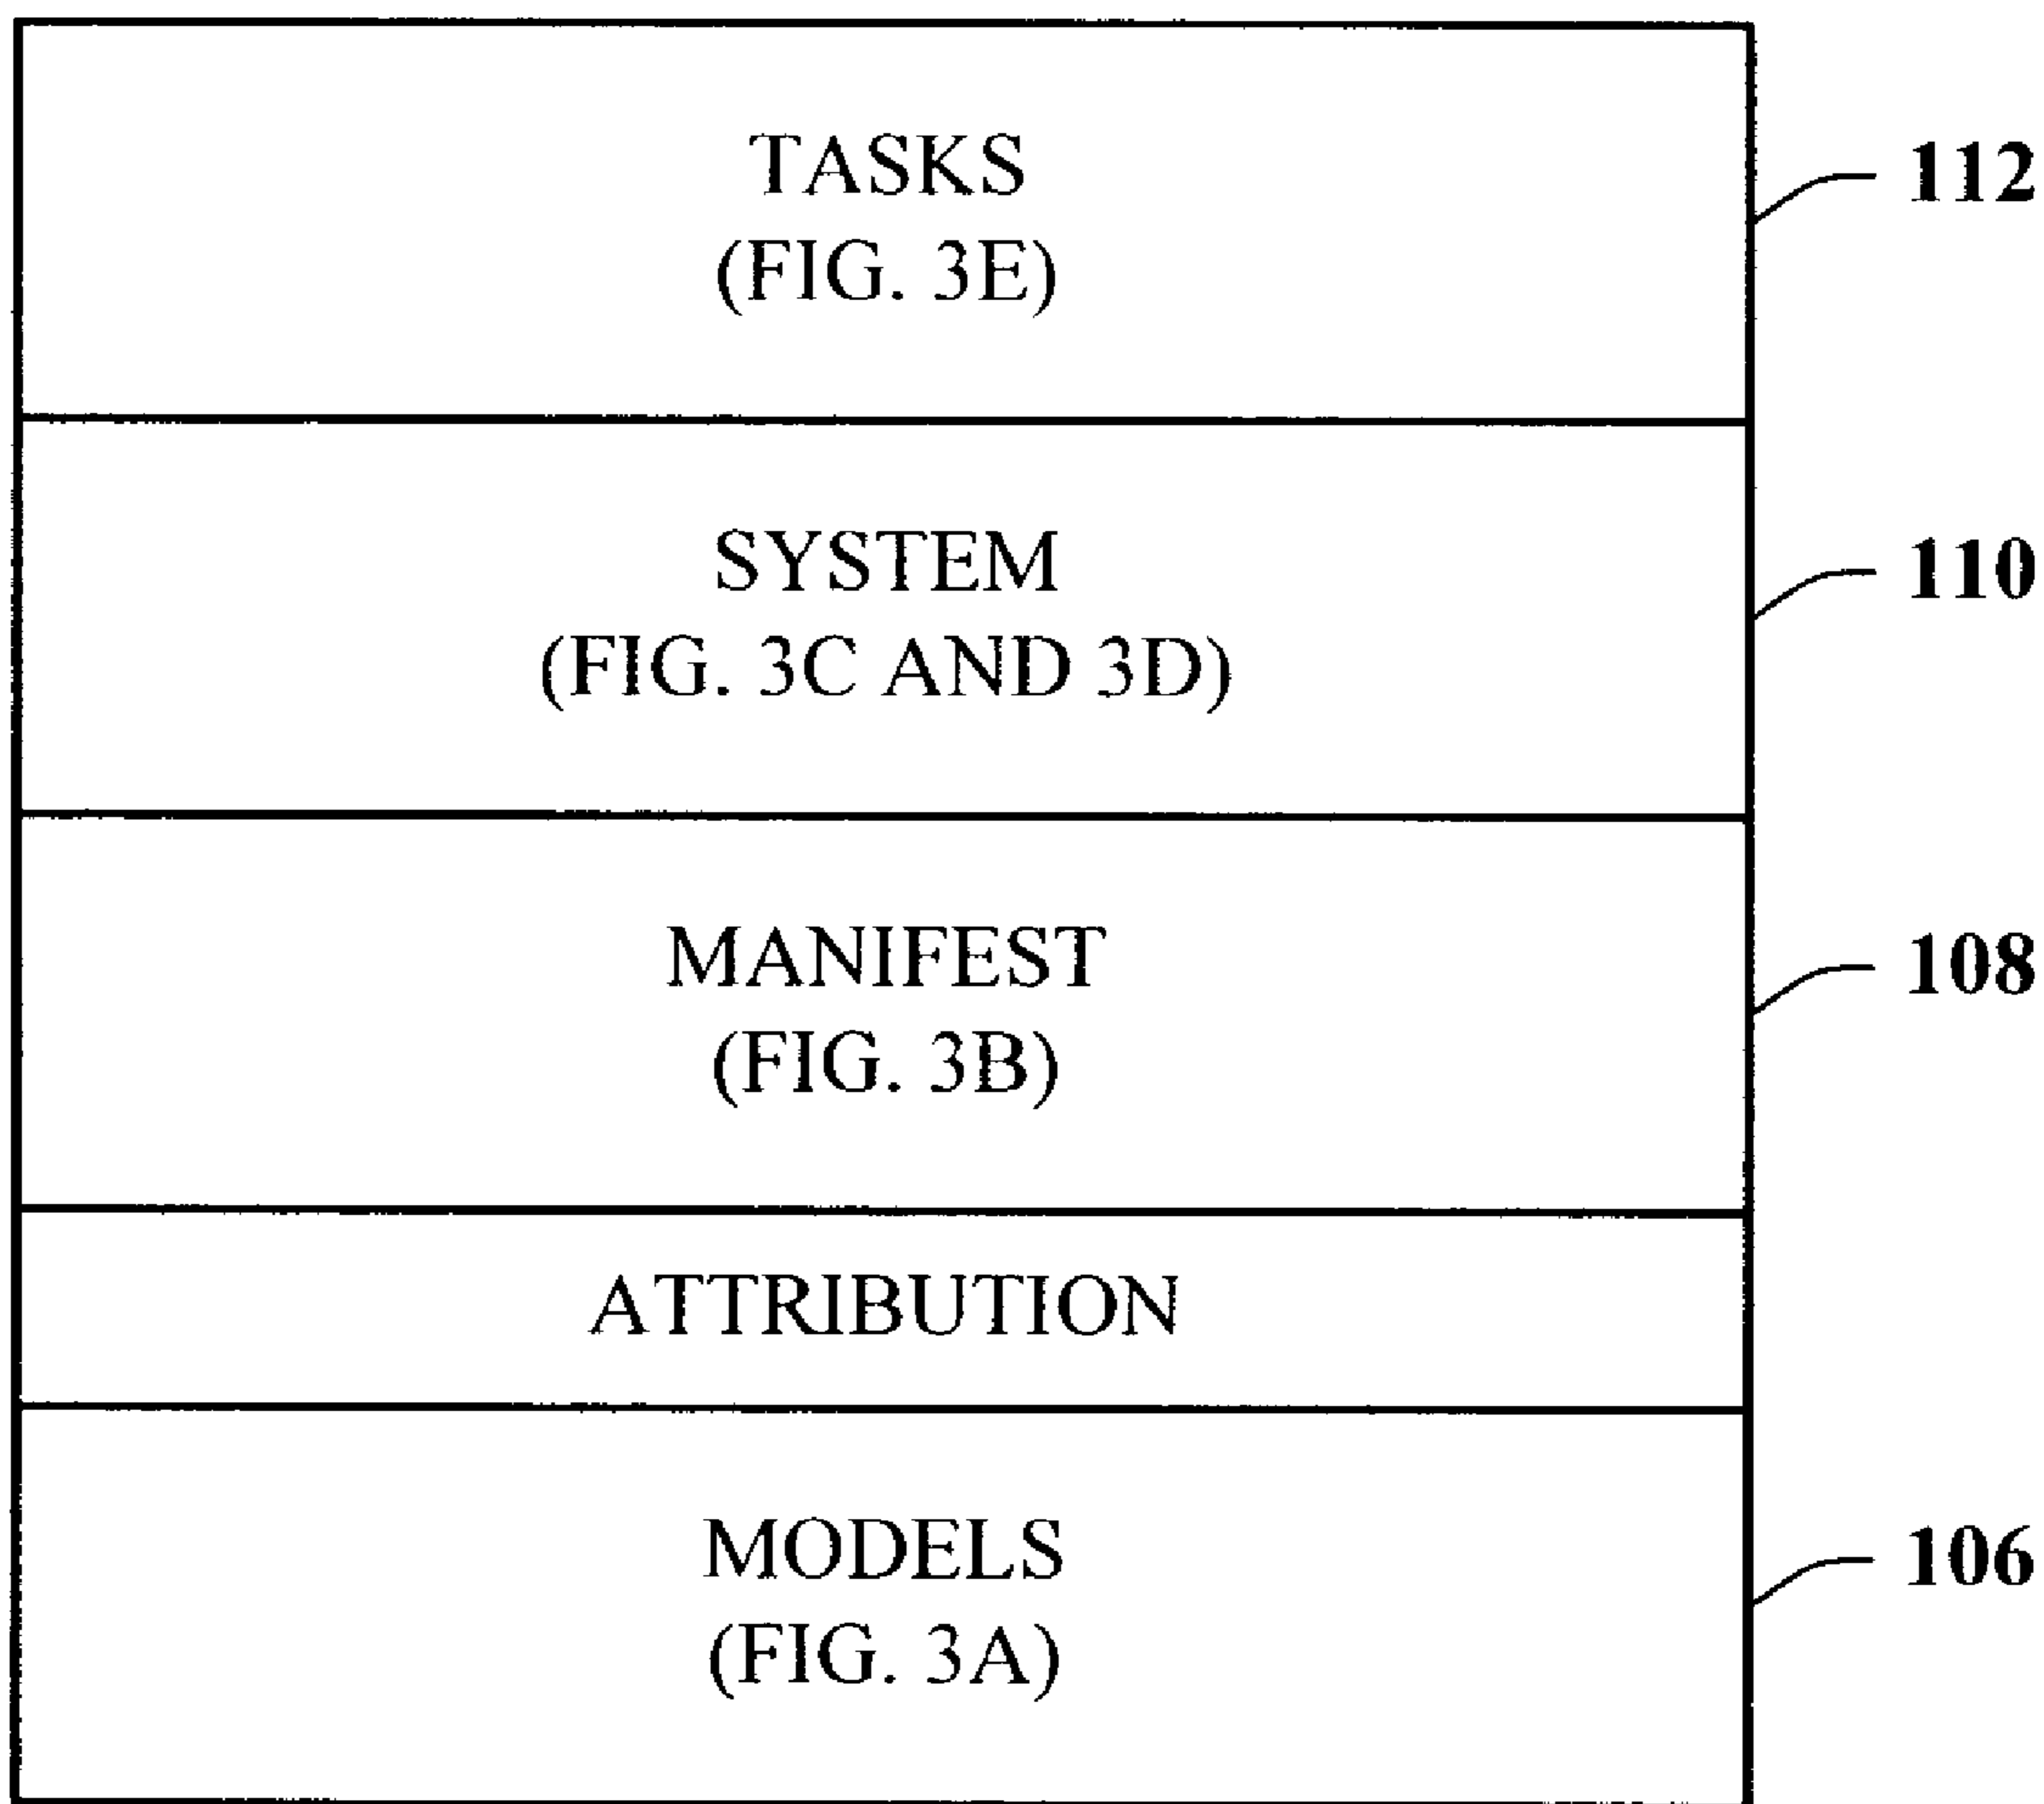 TASKS
(FIG. 3E)
112
SYSTEM
(FIG. 3C AND 3D)
110
MANIFEST
(FIG. 3B)
108
ATTRIBUTION
MODELS
(FIG. 3A)
106